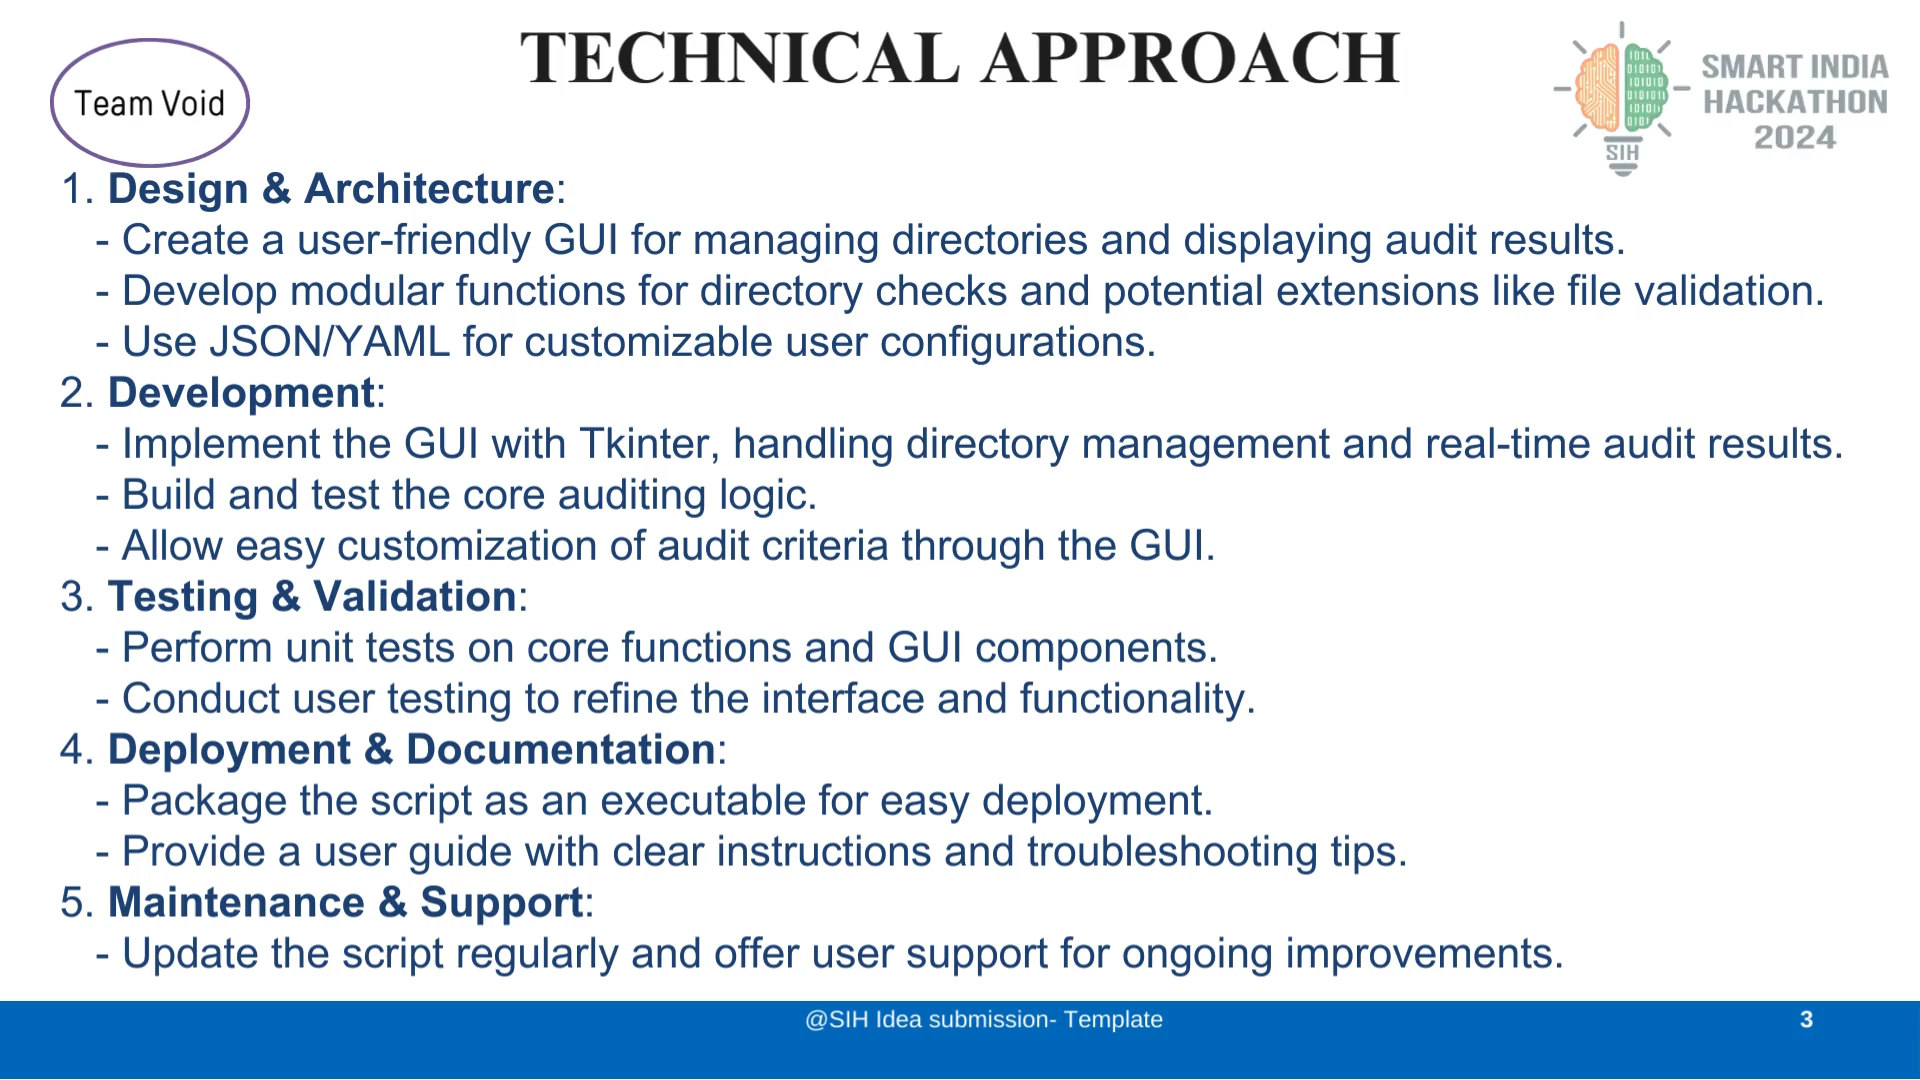 TECHNICAL APPROACH
Team Void
SMART INDIA
HACKATHON
2024
SIH
1. Design & Architecture:
- Create a user-friendly GUI for managing directories and displaying audit results.
- Develop modular functions for directory checks and potential extensions like file validation.
- Use JSON/YAML for customizable user configurations.
2. Development:
- Implement the GUI with Tkinter, handling directory management and real-time audit results.
- Build and test the core auditing logic.
- Allow easy customization of audit criteria through the GUI.
3. Testing & Validation:
- Perform unit tests on core functions and GUI components.
- Conduct user testing to refine the interface and functionality.
4. Deployment & Documentation:
- Package the script as an executable for easy deployment.
- Provide a user guide with clear instructions and troubleshooting tips.
5. Maintenance & Support:
- Update the script regularly and offer user support for ongoing improvements.
@SIH Idea submission- Template
3